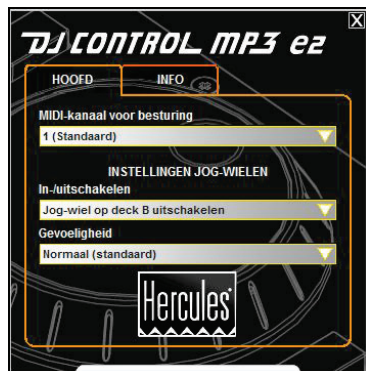 X
DJ CONTROL MP3 e2
HOOFD INFO
MIDI-kanaal voor besturing
1 (Standaard)
INSTELLINGEN JOG-WIELEN
In-/uitschakelen
Jog-wiel op deck B uitschakelen
Gevoeligheid
Normaal (standaard)
Hercules